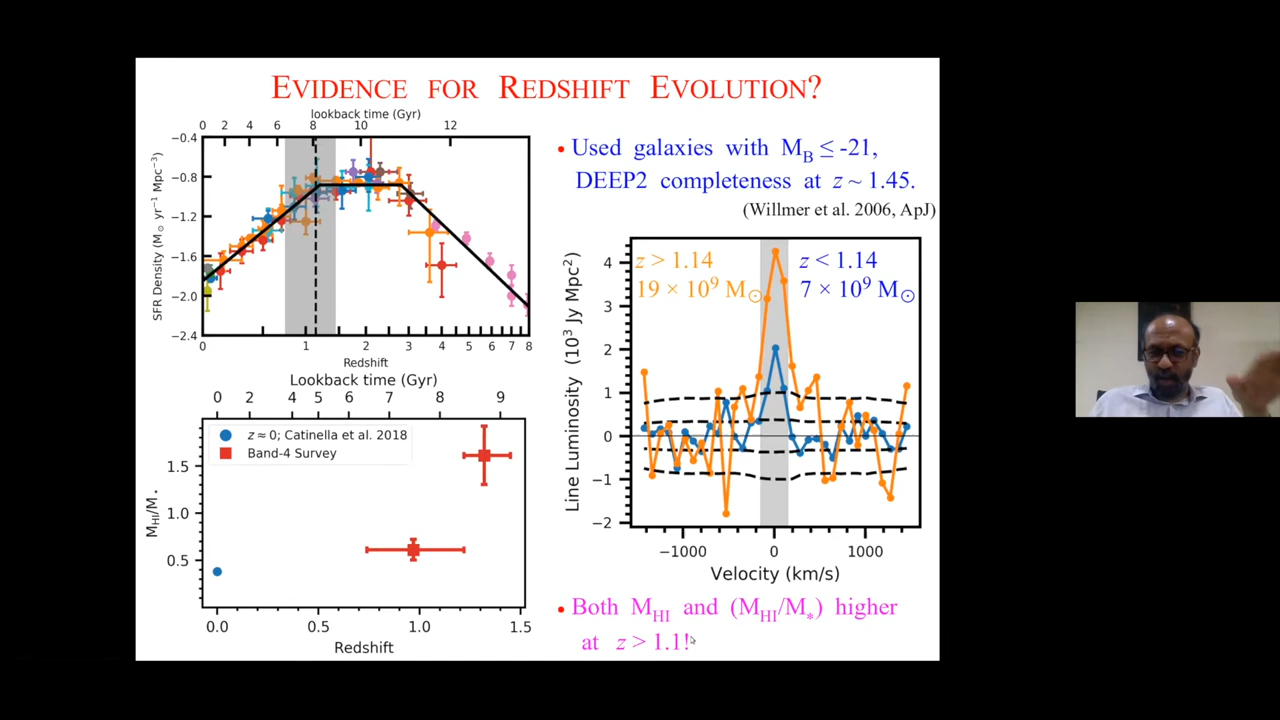 EVIDENCE FOR REDSHIFT EVOLUTION?
lookback time (Gyr)
0 2 4 6 8 10 12
−0.4
−0.8
−1.2
−1.6
−2.0
−2.4
SFR Density (M☉ yr⁻¹ Mpc⁻³)
0 1 2 3 4 5 6 7 8
Redshift
Lookback time (Gyr)
0 2 4 5 6 7 8 9
z ≈ 0; Catinella et al. 2018
Band-4 Survey
1.5
1.0
0.5
M_HI/M⋆
0.0 0.5 1.0 1.5
Redshift
• Used galaxies with M_B ≤ -21,
DEEP2 completeness at z ~ 1.45.
(Willmer et al. 2006, ApJ)
z > 1.14
19 × 10⁹ M☉
z < 1.14
7 × 10⁹ M☉
4
3
2
1
0
−1
−2
Line Luminosity (10³ Jy Mpc²)
−1000 0 1000
Velocity (km/s)
• Both M_HI and (M_HI/M_*) higher
at z > 1.1!